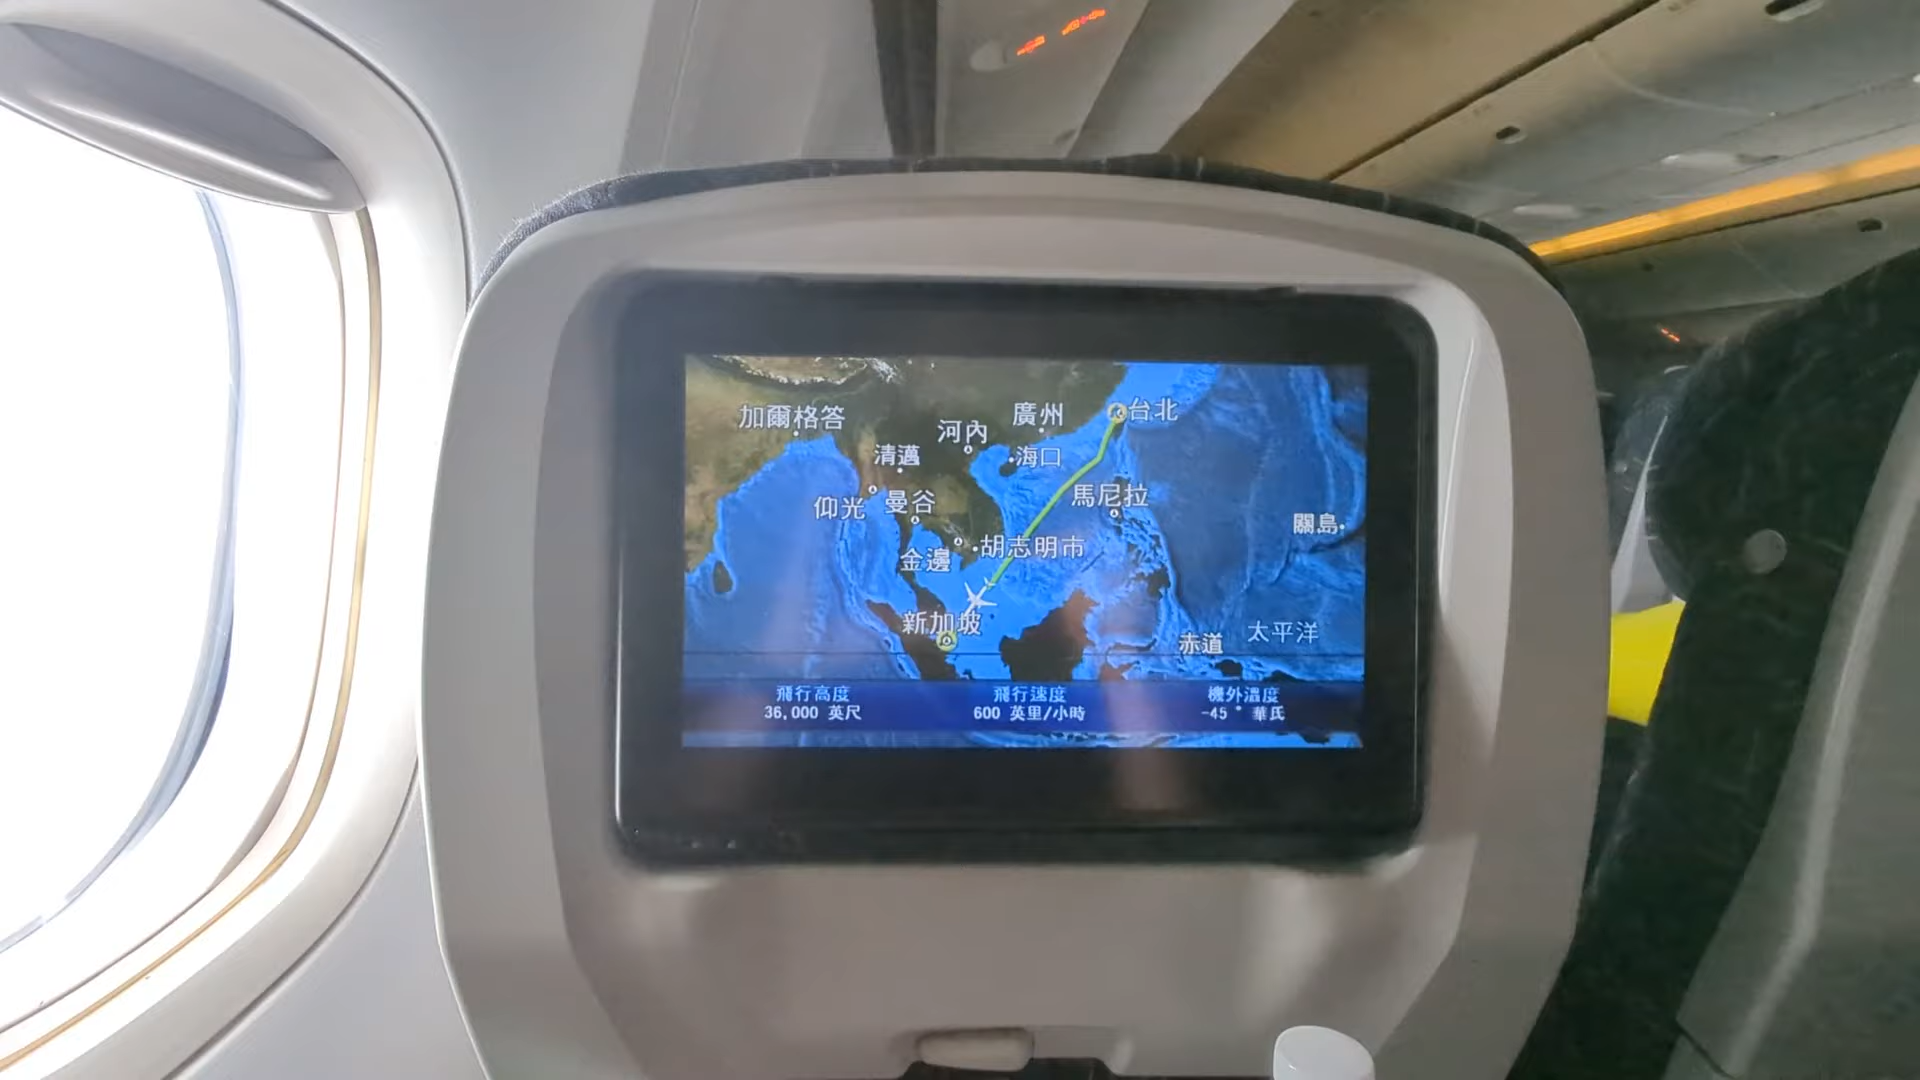 台北
廣州
加爾格答
河內
清邁
海口
馬尼拉
曼谷
仰光
關島
胡志明市
金邊
新加坡
太平洋
赤道
飛行高度
36,000 英尺
飛行速度
600 英里/小時
機外溫度
-45 ° 華氏